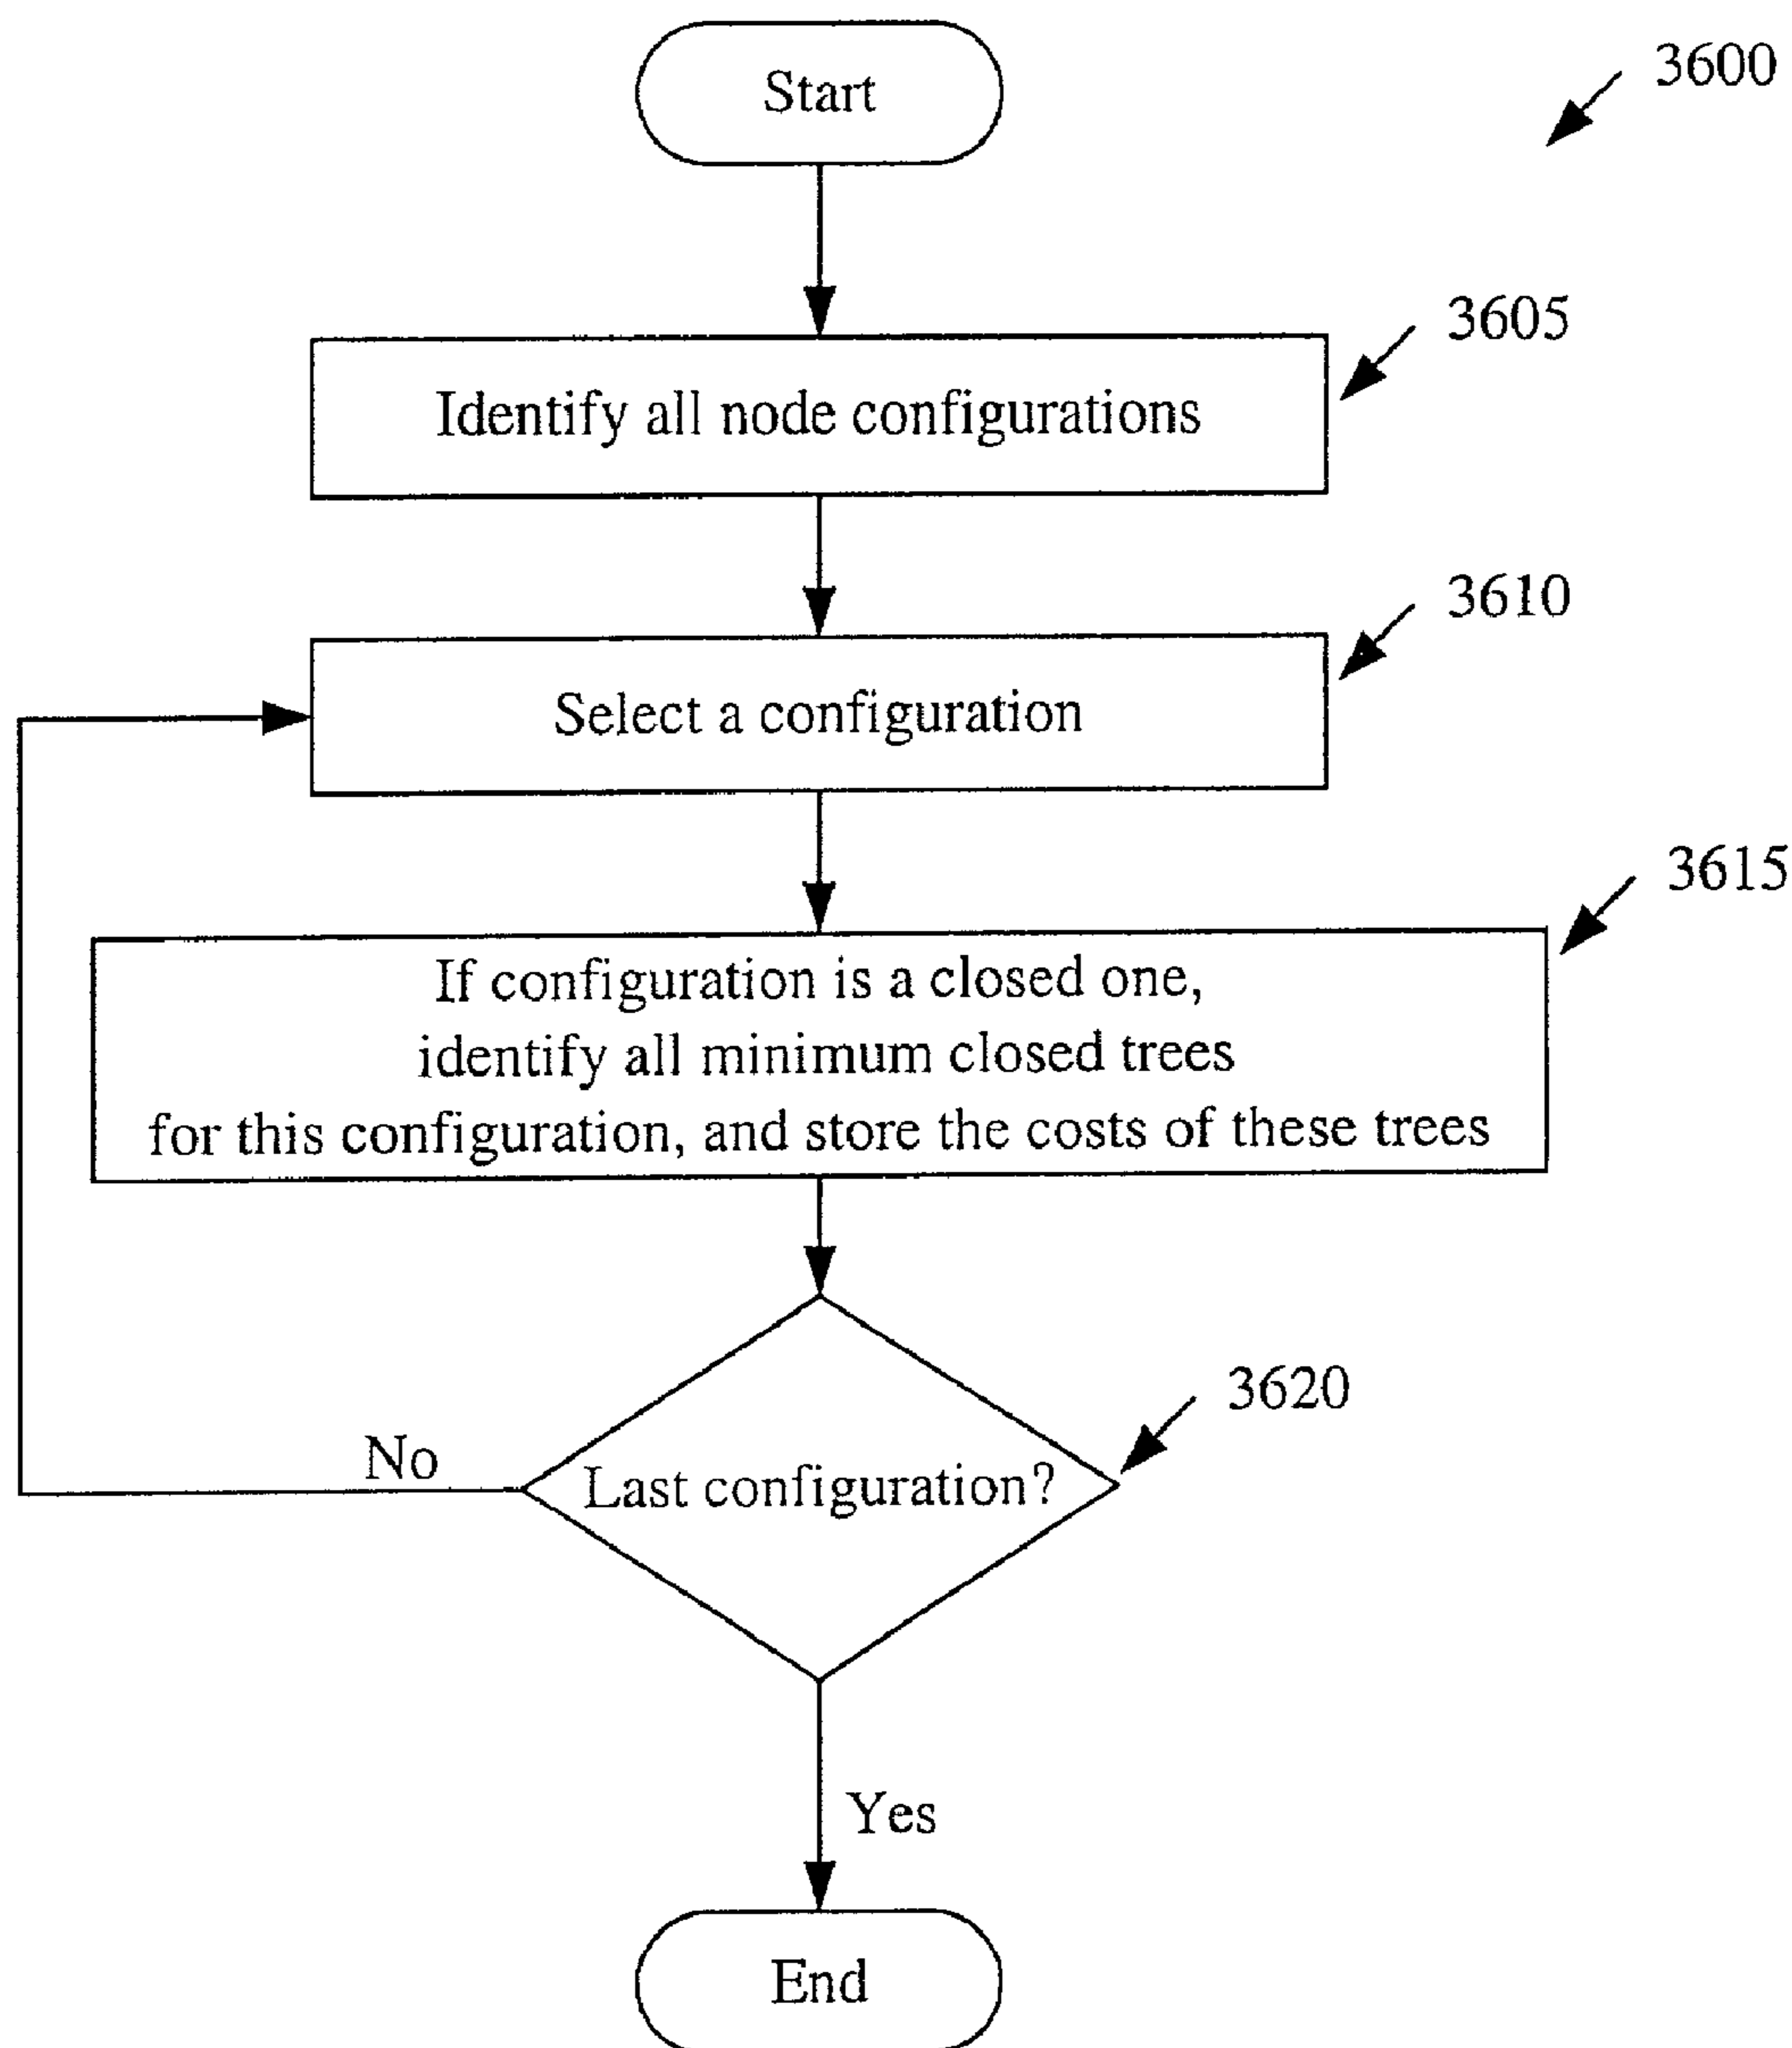 Start
3600
3605
Identify all node configurations
3610
Select a configuration
3615
If configuration is a closed one,
identify all minimum closed trees
for this configuration, and store the costs of these trees
3620
No
Last configuration?
Yes
End